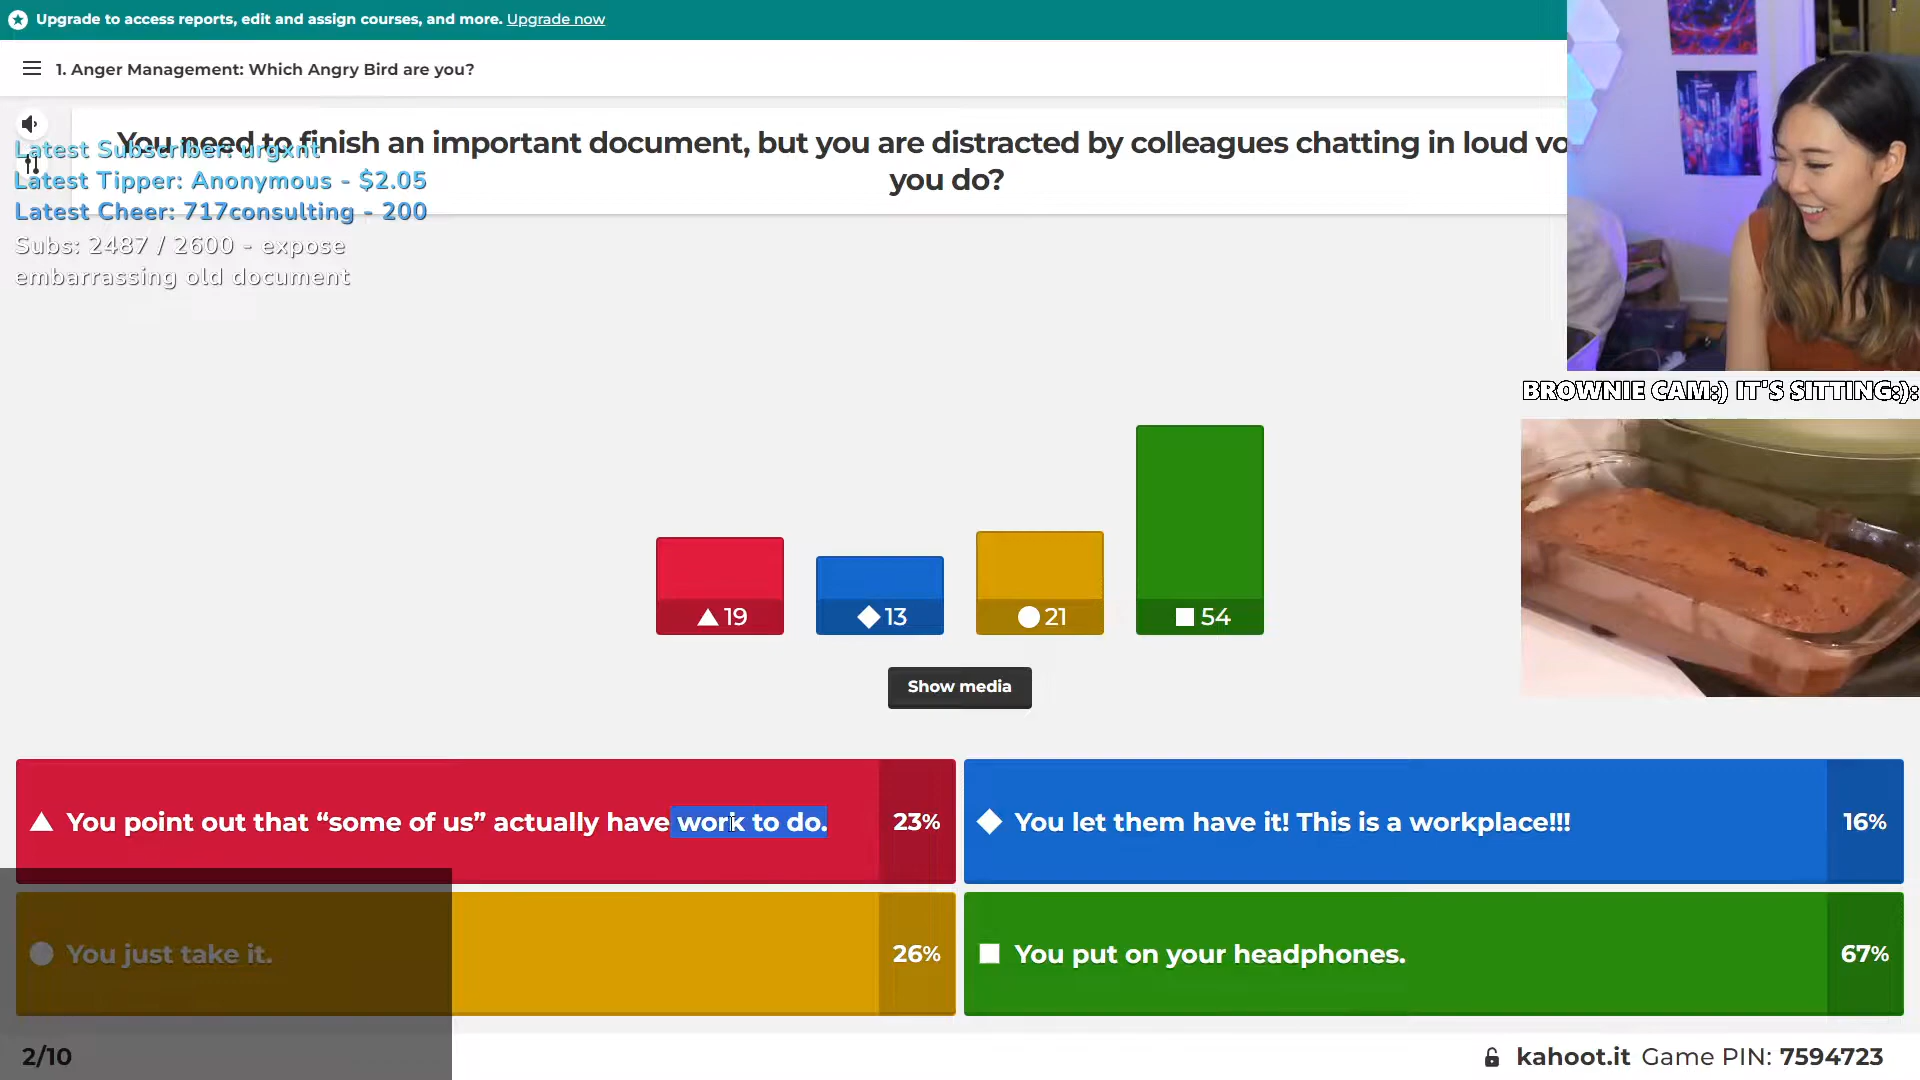 Upgrade to access reports, edit and assign courses, and more. Upgrade now
1. Anger Management: Which Angry Bird are you?
You need to finish an important document, but you are distracted by colleagues chatting in loud vo
you do?
Latest Subscriber: urgxnt
Latest Tipper: Anonymous - $2.05
Latest Cheer: 717consulting - 200
Subs: 2487 / 2600 - expose
embarrassing old document
BROWNIE CAM:) IT'S SITTING:):
19
13
21
54
Show media
You point out that “some of us” actually have work to do.
23%
You let them have it! This is a workplace!!!
16%
You just take it.
26%
You put on your headphones.
67%
2/10
kahoot.it Game PIN: 7594723